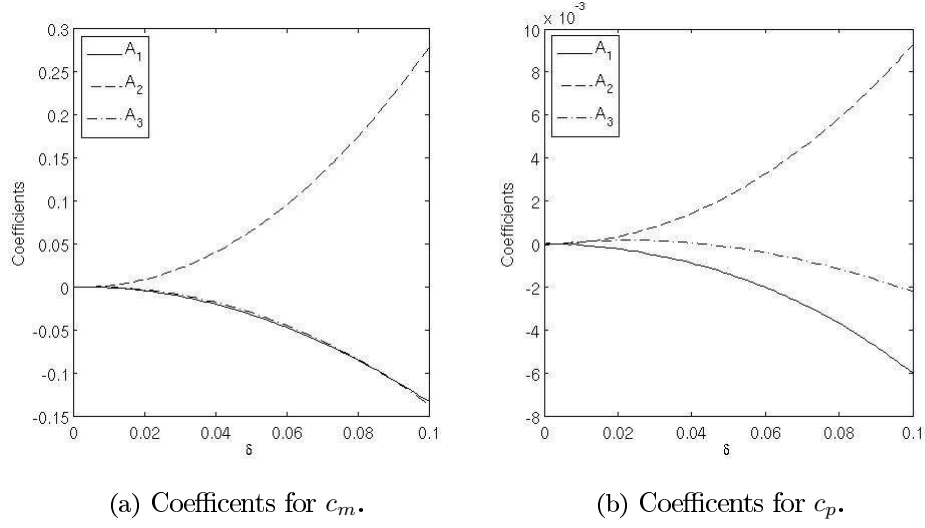 0.3
0.25
0.2
0.15
0.1
0.05
0
-0.05
-0.1
-0.15
Coefficients
A1
A2
A3
0 0.02 0.04 0.06 0.08 0.1
δ
(a) Coefficents for cm.
x 10-3
10
8
6
4
2
0
-2
-4
-6
-8
Coefficients
A1
A2
A3
0 0.02 0.04 0.06 0.08 0.1
δ
(b) Coefficents for cp.